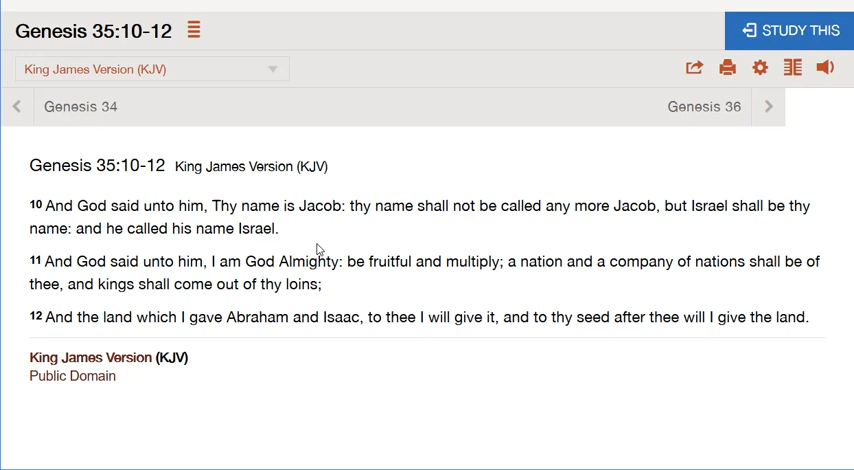 Genesis 35:10-12
STUDY THIS
King James Version (KJV)
Genesis 34
Genesis 36
Genesis 35:10-12 King James Version (KJV)
10 And God said unto him, Thy name is Jacob: thy name shall not be called any more Jacob, but Israel shall be thy
name: and he called his name Israel.
11 And God said unto him, I am God Almighty: be fruitful and multiply; a nation and a company of nations shall be of
thee, and kings shall come out of thy loins;
12 And the land which I gave Abraham and Isaac, to thee I will give it, and to thy seed after thee will I give the land.
King James Version (KJV)
Public Domain